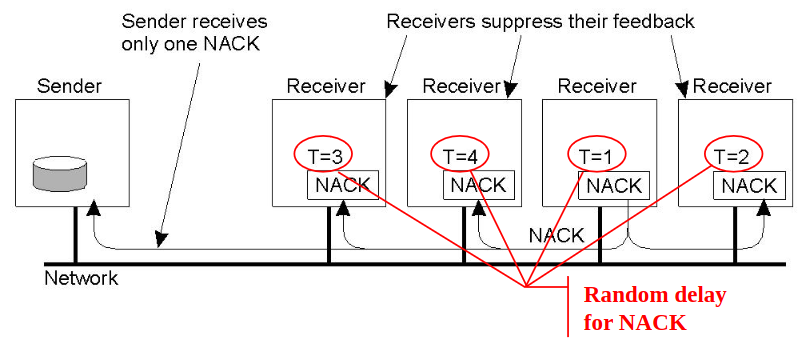 Sender receives
only one NACK
Receivers suppress their feedback
Sender
Receiver
Receiver
Receiver
Receiver
T=3
T=4
T=1
T=2
NACK
NACK
NACK
NACK
NACK
Network
Random delay
for NACK